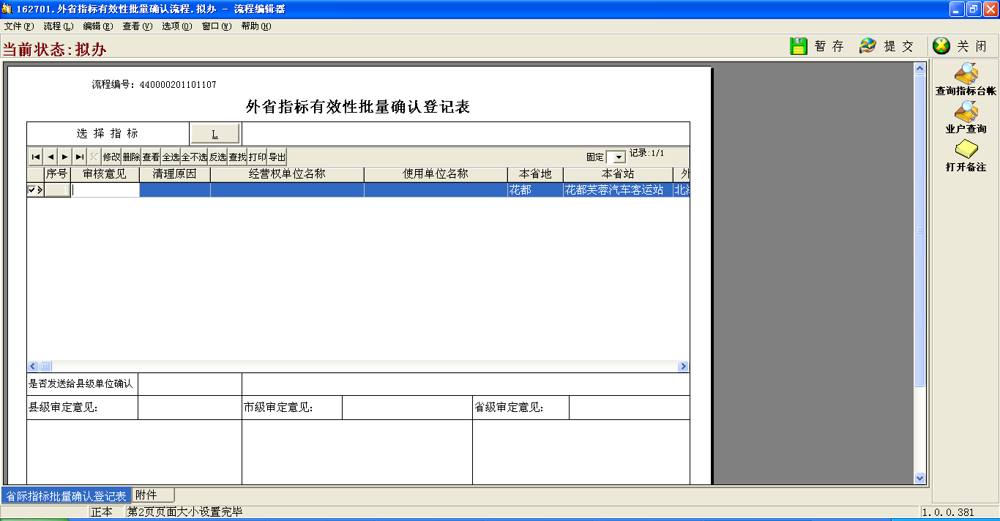 162701.外省指标有效性批量确认流程.拟办 - 流程编辑器
文件(F) 流程(L) 编辑(E) 查看(V) 选项(O) 窗口(W) 帮助(H)
当前状态:拟办 暂存 提交 关闭
流程编号: 440000201101107
外省指标有效性批量确认登记表
选择指标 L
修改 删除 查看 全选 全不选 反选 查找 打印 导出 固定 记录:1/1
序号 审核意见 清理原因 经营权单位名称 使用单位名称 本省地 本省站 外
1 花都 花都芙蓉汽车客运站
是否发送给县级单位确认
县级审定意见: 市级审定意见: 省级审定意见:
查询指标台帐
业户查询
打开备注
省际指标批量确认登记表 附件
正本 第2页页面大小设置完毕 1.0.0.381